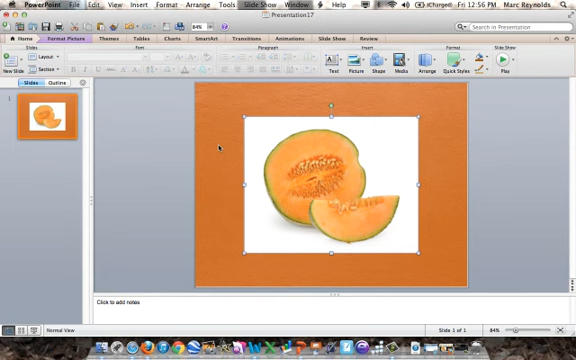 PowerPoint File Edit View Insert Format Arrange Tools Slide Show Window Help (Charged) Fri 12:56 PM Marc Reynolds
Presentation17
84% Search in Presentation
Home Format Picture Themes Tables Charts SmartArt Transitions Animations Slide Show Review
Slides Font Paragraph Insert Format Slide Show
Layout
New Slide Section Text Picture Shape Media Arrange Quick Styles Play
Slides Outline
1
Click to add notes
Normal View Slide 1 of 1 84%